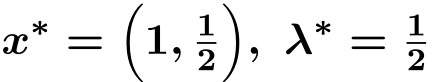 x* = (1, 1/2), λ* = 1/2